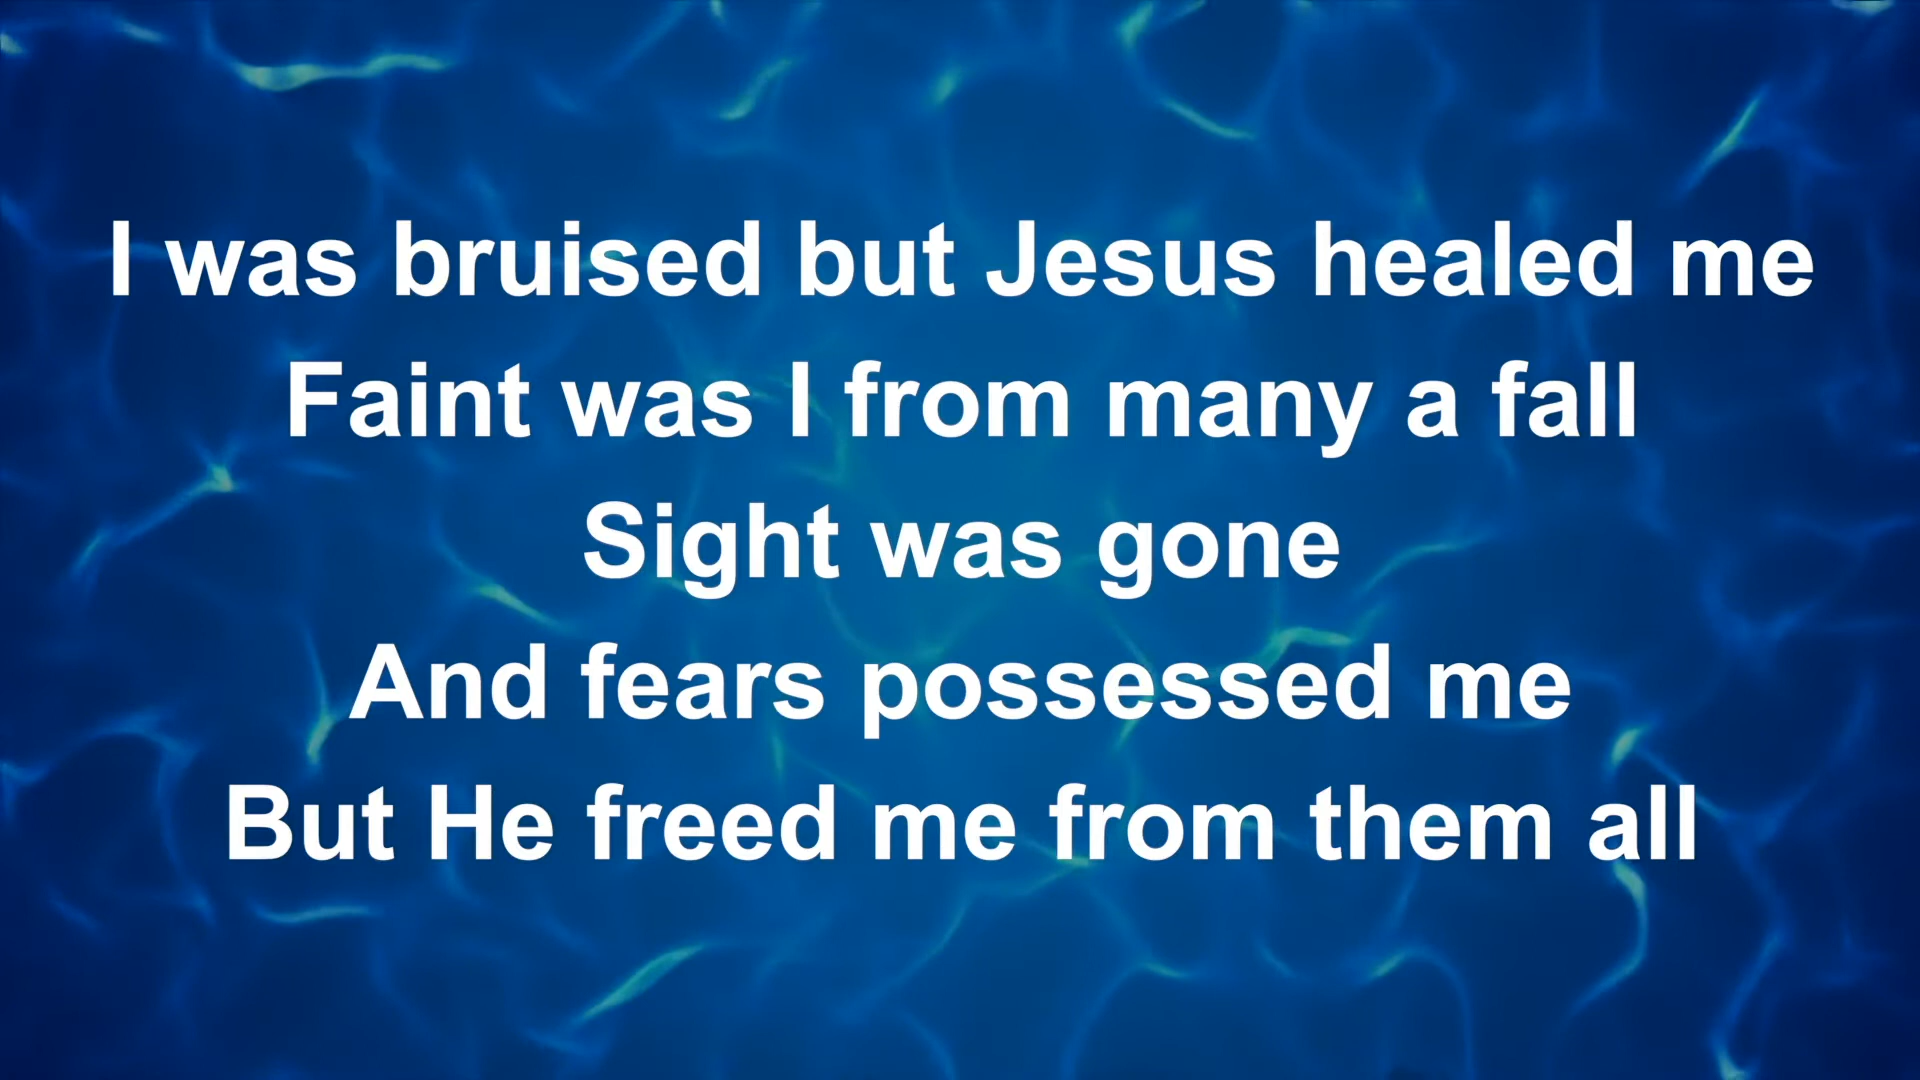 I was bruised but Jesus healed me
Faint was I from many a fall
Sight was gone
And fears possessed me
But He freed me from them all